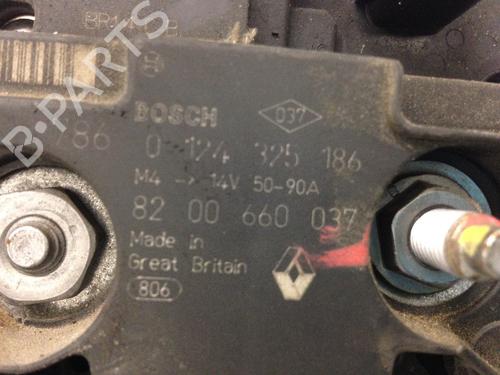 B-PARTS
BOSCH
037
786 0 124 325 186
M4 -> 14V 50-90A
82 00 660 037
Made in
Great Britain
806